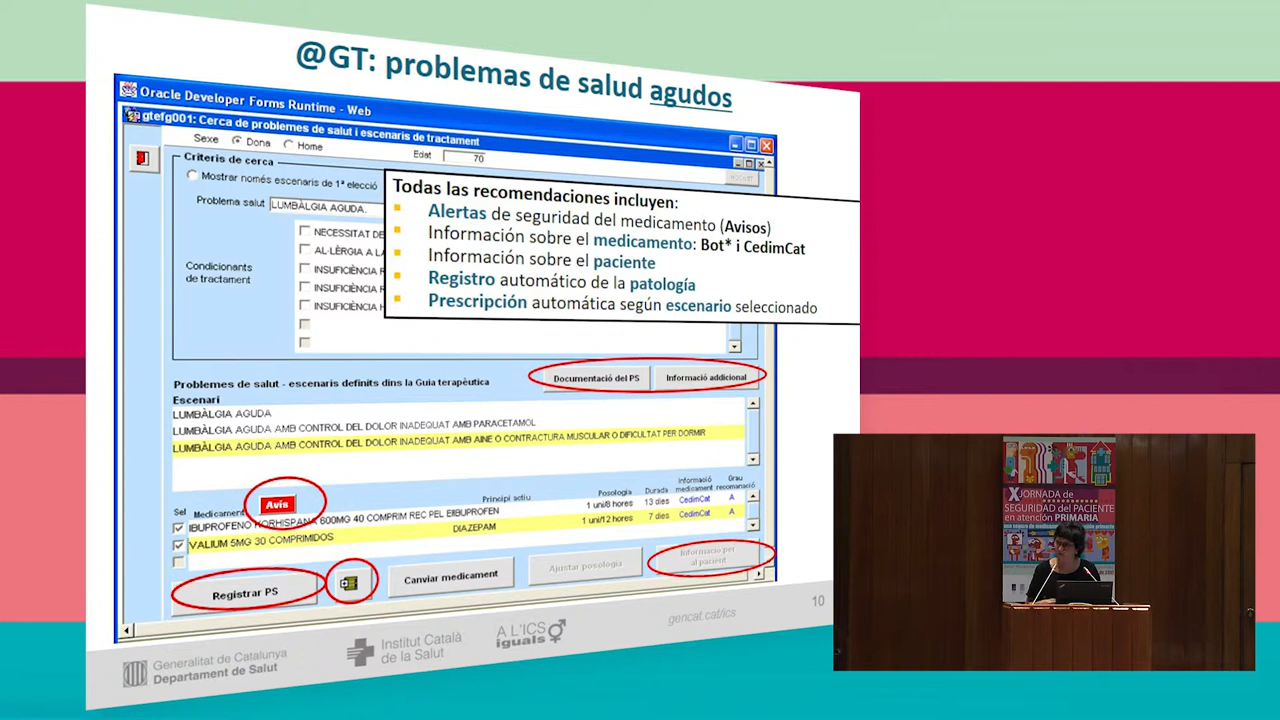 @GT: problemas de salud agudos
Oracle Developer Forms Runtime - Web
gtefg001: Cerca de problemes de salut i escenaris de tractament
Sexe Dona Home Edat 70
Criteris de cerca
Mostrar només escenaris de 1ª elecció
Problema salut LUMBÀLGIA AGUDA.
Condicionants de tractament
NECESSITAT DE
AL·LÈRGIA A LA
INSUFICIÈNCIA R
INSUFICIÈNCIA R
INSUFICIÈNCIA H
Todas las recomendaciones incluyen:
Alertas de seguridad del medicamento (Avisos)
Información sobre el medicamento: Bot* i CedimCat
Información sobre el paciente
Registro automático de la patología
Prescripción automática según escenario seleccionado
Problemes de salut - escenaris definits dins la Guia terapèutica
Documentació del PS
Informació addicional
Escenari
LUMBÀLGIA AGUDA
LUMBÀLGIA AGUDA AMB CONTROL DEL DOLOR INADEQUAT AMB PARACETAMOL
LUMBÀLGIA AGUDA AMB CONTROL DEL DOLOR INADEQUAT AMB AINE O CONTRACTURA MUSCULAR O DIFICULTAT PER DORMIR
Avís
Sel Medicament Principi actiu Posologia Durada Informació medicament Grau recomanació
IBUPROFENO KORHISPANA 600MG 40 COMPRIM REC PEL IBUPROFEN 1 uni/8 hores 13 dies CedimCat A
VALIUM 5MG 30 COMPRIMIDOS DIAZEPAM 1 uni/12 hores 7 dies CedimCat A
Registrar PS
Canviar medicament
Ajustar posologia
Informació per al pacient
Generalitat de Catalunya
Departament de Salut
Institut Català
de la Salut
A L'ICS
iguals
gencat.cat/ics
10
X JORNADA de
SEGURIDAD del PACIENTE
en atención PRIMARIA